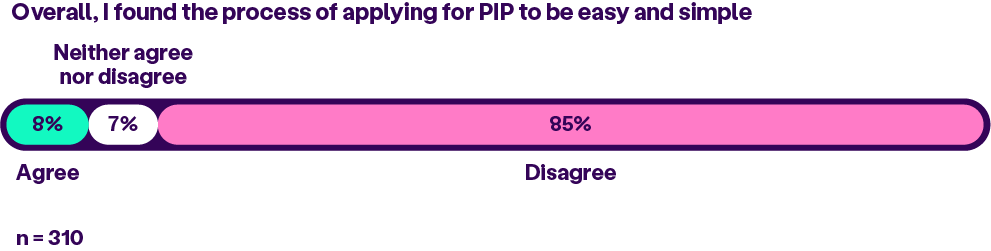 Overall, I found the process of applying for PIP to be easy and simple
Neither agree
nor disagree
8%
7%
85%
Agree
Disagree
n = 310